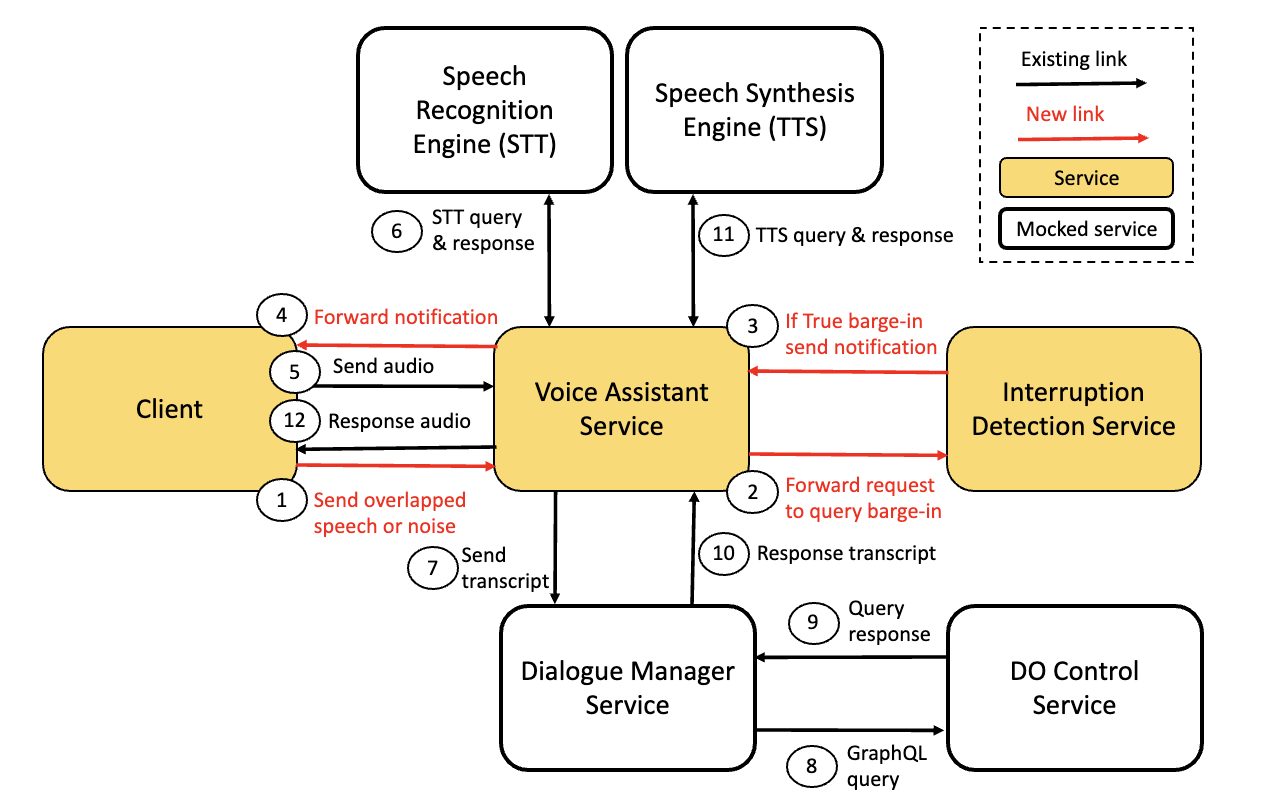 Speech
Recognition
Engine (STT)
Speech Synthesis
Engine (TTS)
Existing link
New link
Service
Mocked service
6
STT query
& response
11
TTS query & response
4
Forward notification
3
If True barge-in
send notification
5
Send audio
Client
12
Response audio
Voice Assistant
Service
Interruption
Detection Service
1
Send overlapped
speech or noise
2
Forward request
to query barge-in
7
Send
transcript
10
Response transcript
9
Query
response
Dialogue Manager
Service
DO Control
Service
8
GraphQL
query